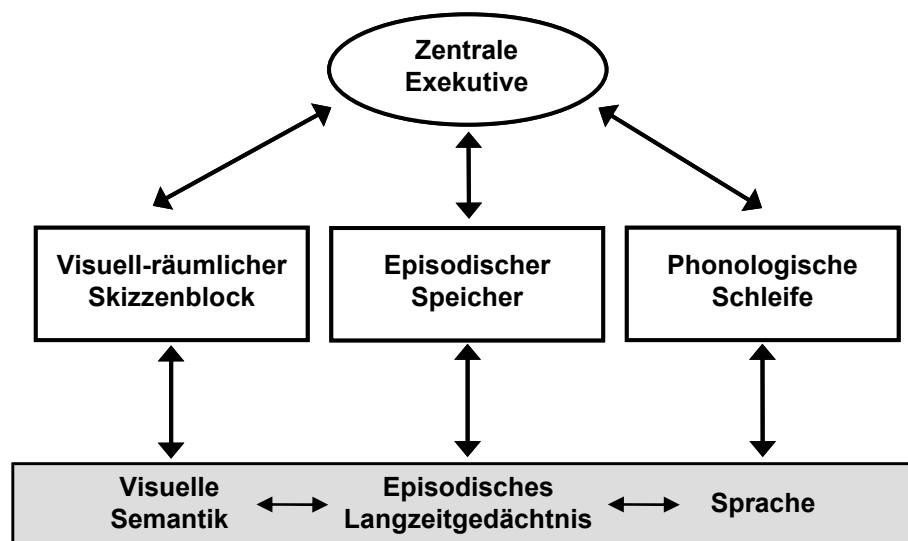 Zentrale
Exekutive
Visuell-räumlicher
Skizzenblock
Episodischer
Speicher
Phonologische
Schleife
Visuelle
Semantik
Episodisches
Langzeitgedächtnis
Sprache